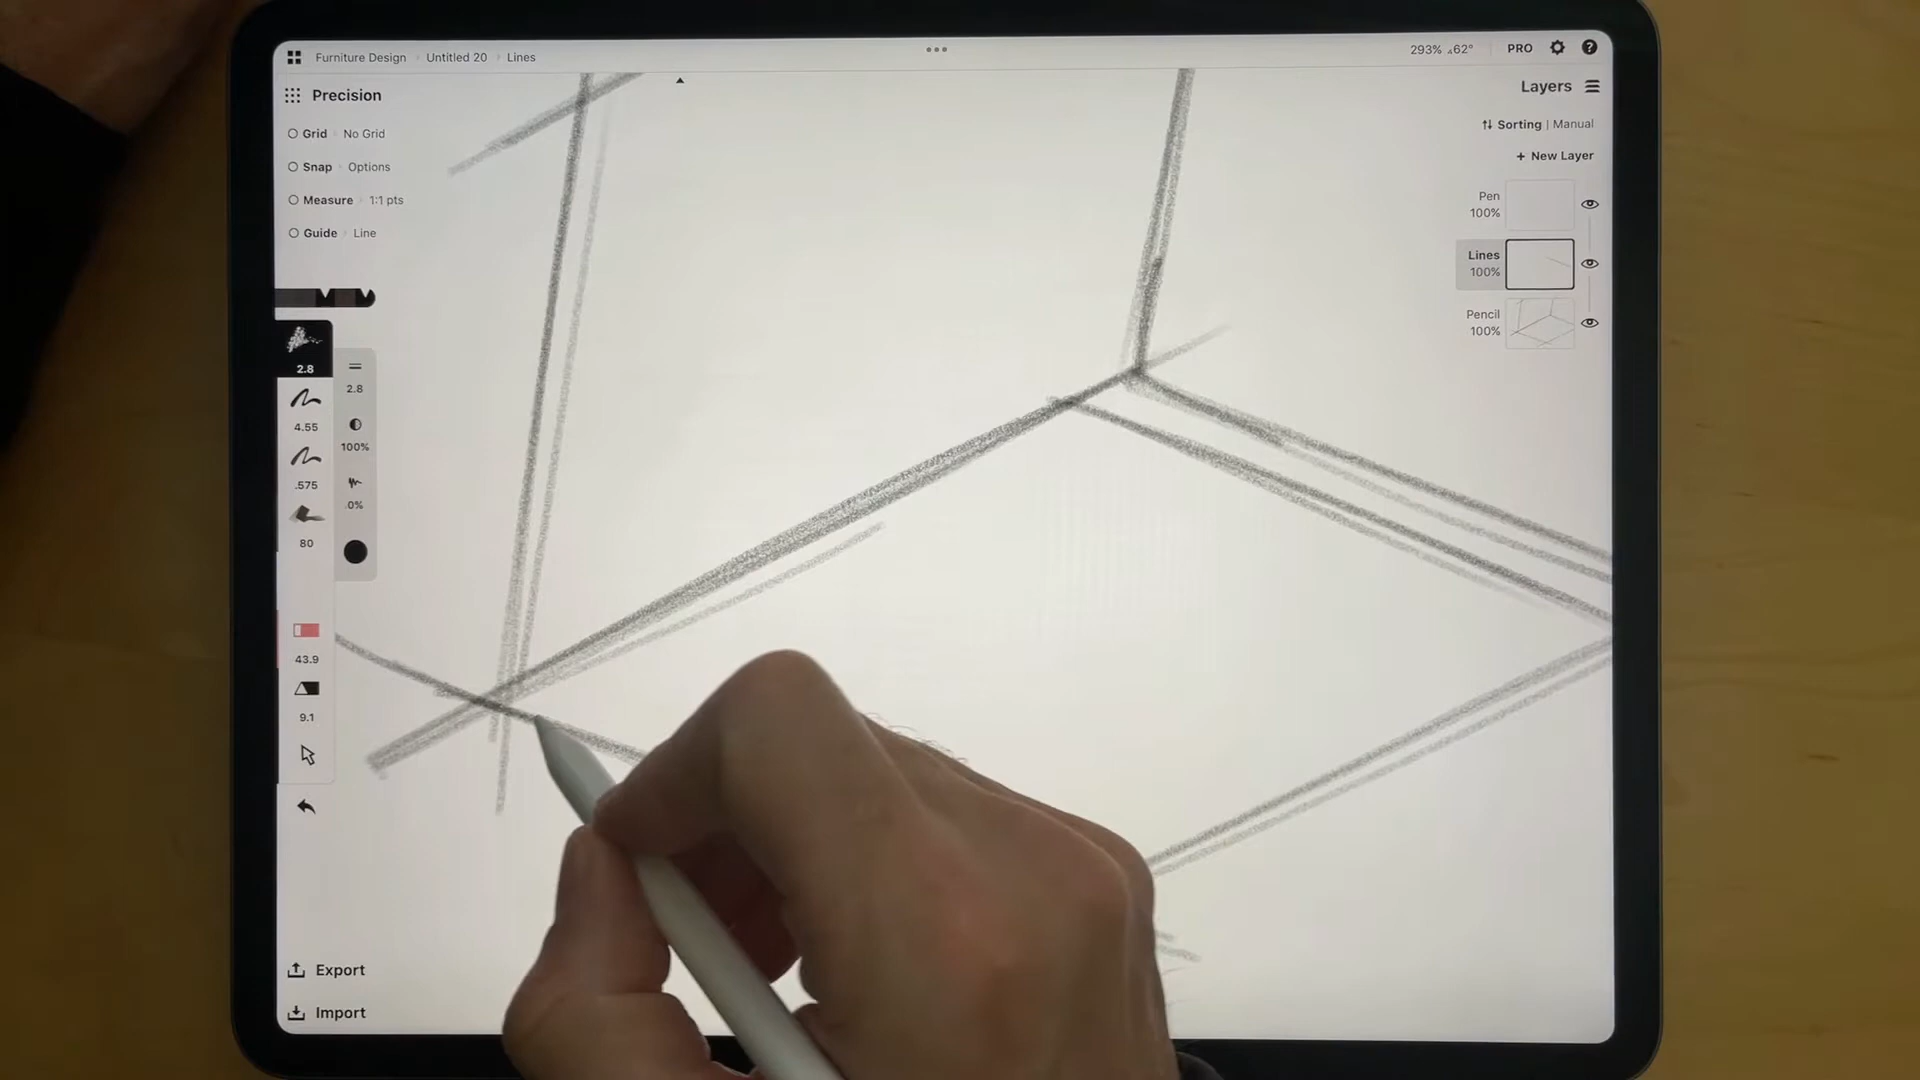 Furniture Design › Untitled 20 › Lines
293% ⊿62° PRO
Precision
Grid · No Grid
Snap · Options
Measure · 1:1 pts
Guide · Line
2.8
4.55
.575
80
43.9
9.1
2.8
100%
0%
Export
Import
Layers
Sorting | Manual
+ New Layer
Pen
100%
Lines
100%
Pencil
100%